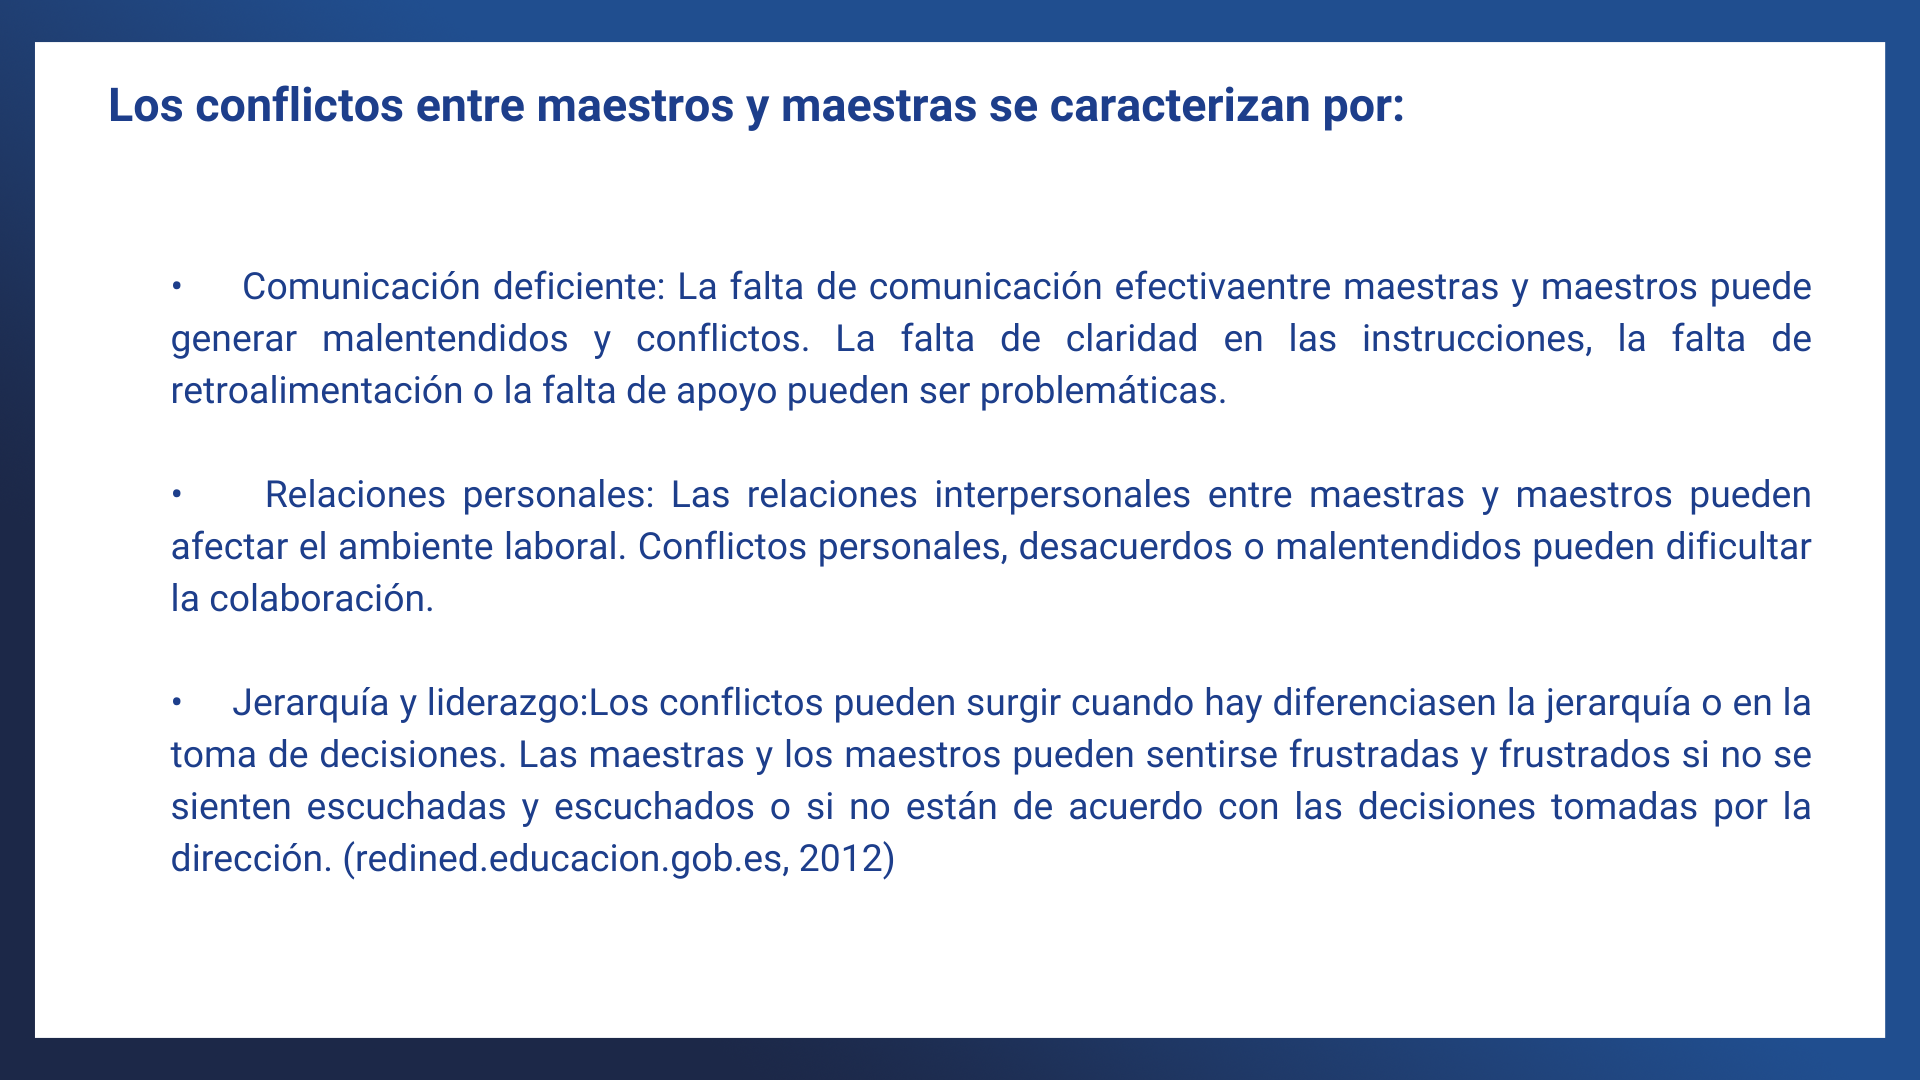 Los conflictos entre maestros y maestras se caracterizan por:
• Comunicación deficiente: La falta de comunicación efectivaentre maestras y maestros puede
generar malentendidos y conflictos. La falta de claridad en las instrucciones, la falta de
retroalimentación o la falta de apoyo pueden ser problemáticas.
• Relaciones personales: Las relaciones interpersonales entre maestras y maestros pueden
afectar el ambiente laboral. Conflictos personales, desacuerdos o malentendidos pueden dificultar
la colaboración.
• Jerarquía y liderazgo:Los conflictos pueden surgir cuando hay diferenciasen la jerarquía o en la
toma de decisiones. Las maestras y los maestros pueden sentirse frustradas y frustrados si no se
sienten escuchadas y escuchados o si no están de acuerdo con las decisiones tomadas por la
dirección. (redined.educacion.gob.es, 2012)